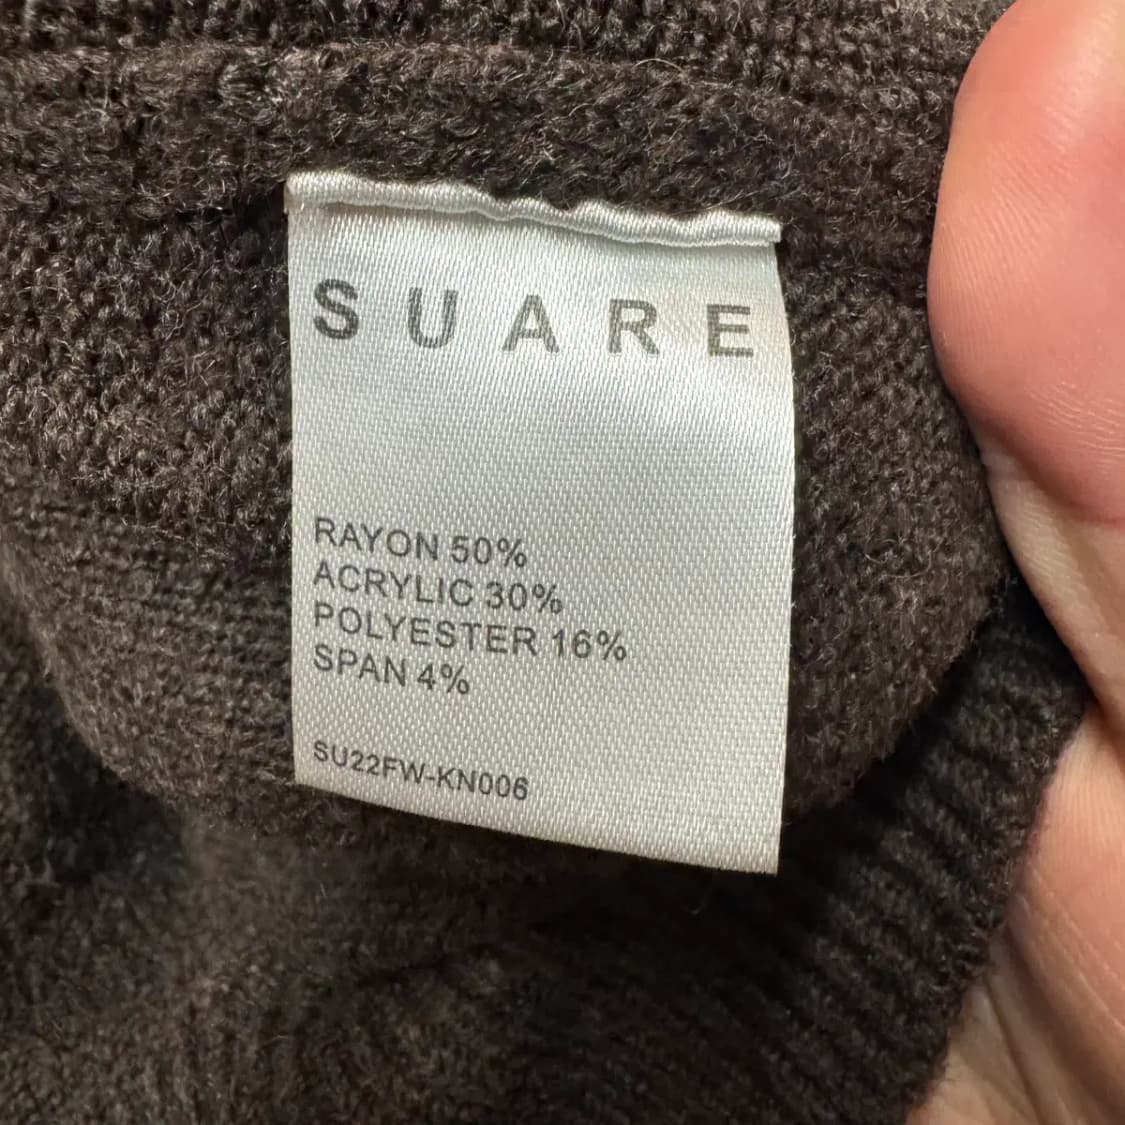 SUARE
RAYON 50%
ACRYLIC 30%
POLYESTER 16%
SPAN 4%
SU22FW-KN006